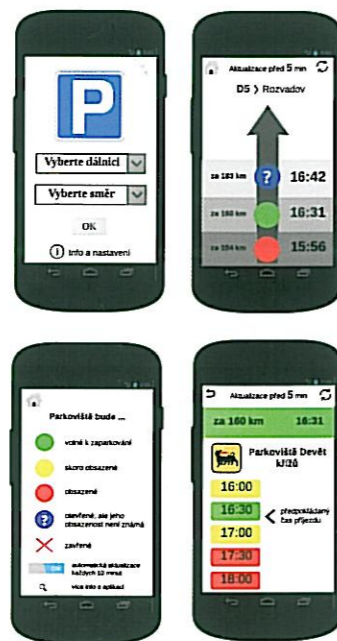 P
Vyberte dálnici
Vyberte směr
OK
Info a nastavení
Aktualizace před 5 min
D5 > Rozvadov
za 183 km ? 16:42
za 160 km 16:31
za 154 km 15:56
Parkoviště bude ...
volné k zaparkování
skoro obsazené
obsazené
? otevřené, ale jeho
obsazenost není známá
zavřené
automatická aktualizace
každých 10 minut
více info o aplikaci
Aktualizace před 5 min
za 160 km 16:31
Parkoviště Devět
křížů
16:00
16:30
předpokládaný
čas příjezdu
17:00
17:30
18:00